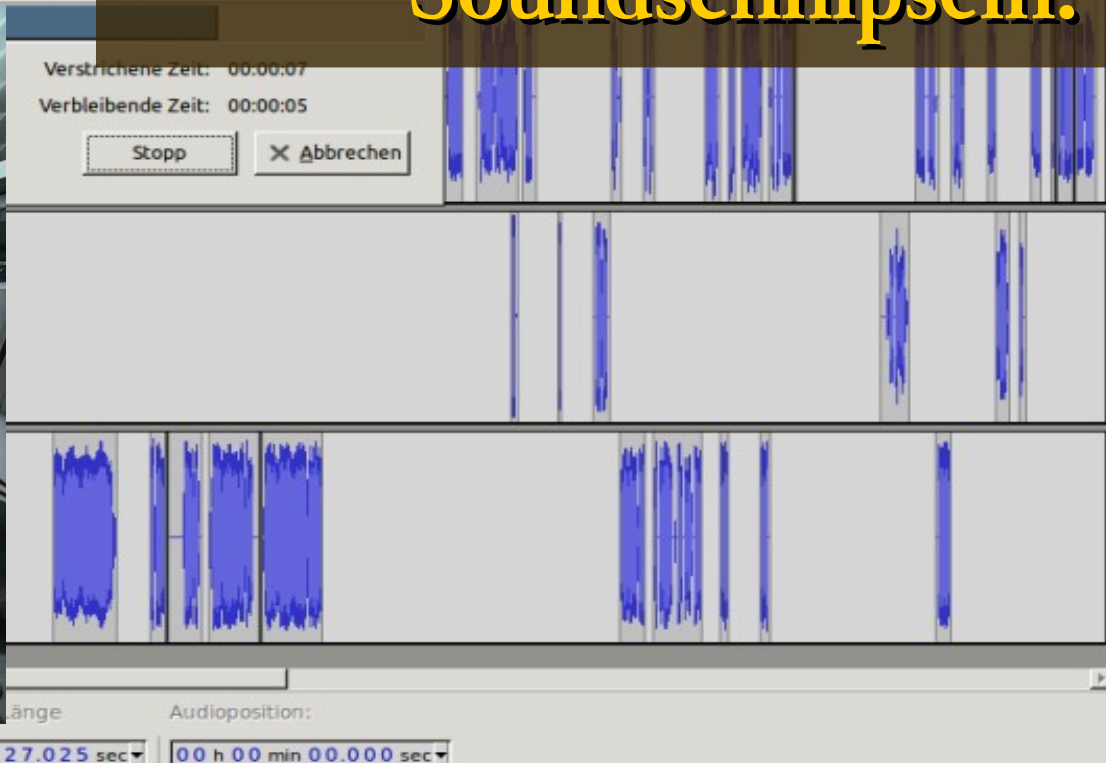 Soundschnipseln.
Verstrichene Zeit: 00:00:07
Verbleibende Zeit: 00:00:05
Stopp
Abbrechen
Länge
Audioposition:
27.025 sec
00 h 00 min 00.000 sec